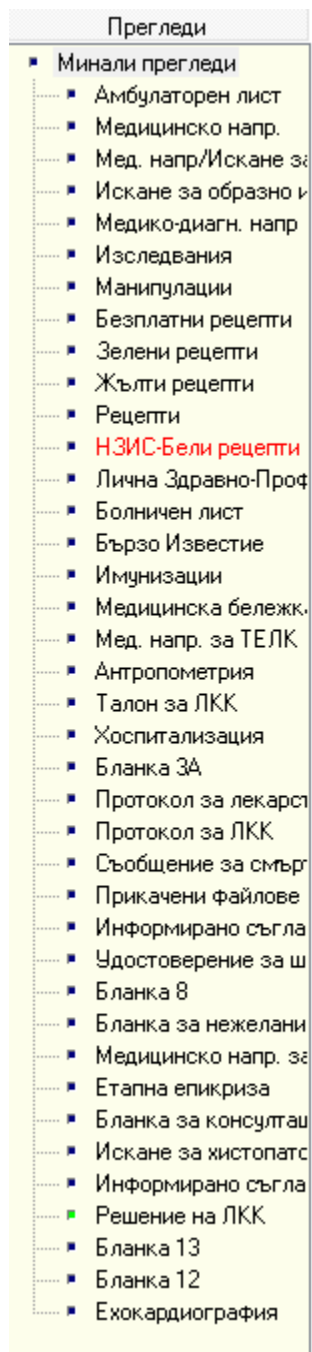 Прегледи
Минали прегледи
Амбулаторен лист
Медицинско напр.
Мед. напр/Искане за
Искане за образно и
Медико-диагн. напр
Изследвания
Манипулации
Безплатни рецепти
Зелени рецепти
Жълти рецепти
Рецепти
НЗИС-Бели рецепти
Лична Здравно-Проф
Болничен лист
Бързо Известие
Имунизации
Медицинска бележка
Мед. напр. за ТЕЛК
Антропометрия
Талон за ЛКК
Хоспитализация
Бланка 3А
Протокол за лекарст
Протокол за ЛКК
Съобщение за смърт
Прикачени файлове
Информирано съгла
Удостоверение за ш
Бланка 8
Бланка за нежелани
Медицинско напр. за
Етапна епикриза
Бланка за консулташ
Искане за хистопато
Информирано съгла
Решение на ЛКК
Бланка 13
Бланка 12
Ехокардиография